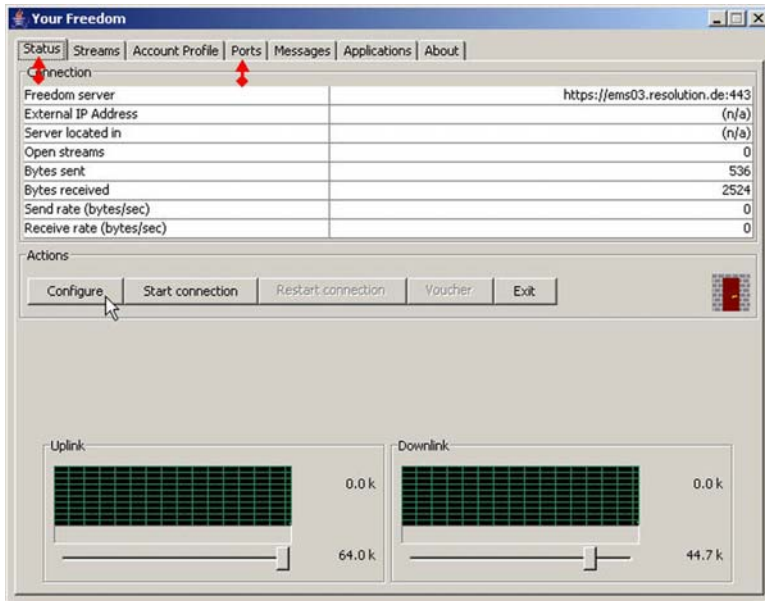 Your Freedom
Status Streams Account Profile Ports Messages Applications About
Connection
Freedom server https://ems03.resolution.de:443
External IP Address (n/a)
Server located in (n/a)
Open streams 0
Bytes sent 536
Bytes received 2524
Send rate (bytes/sec) 0
Receive rate (bytes/sec) 0
Actions
Configure Start connection Restart connection Voucher Exit
Uplink Downlink
0.0 k 0.0 k
64.0 k 44.7 k